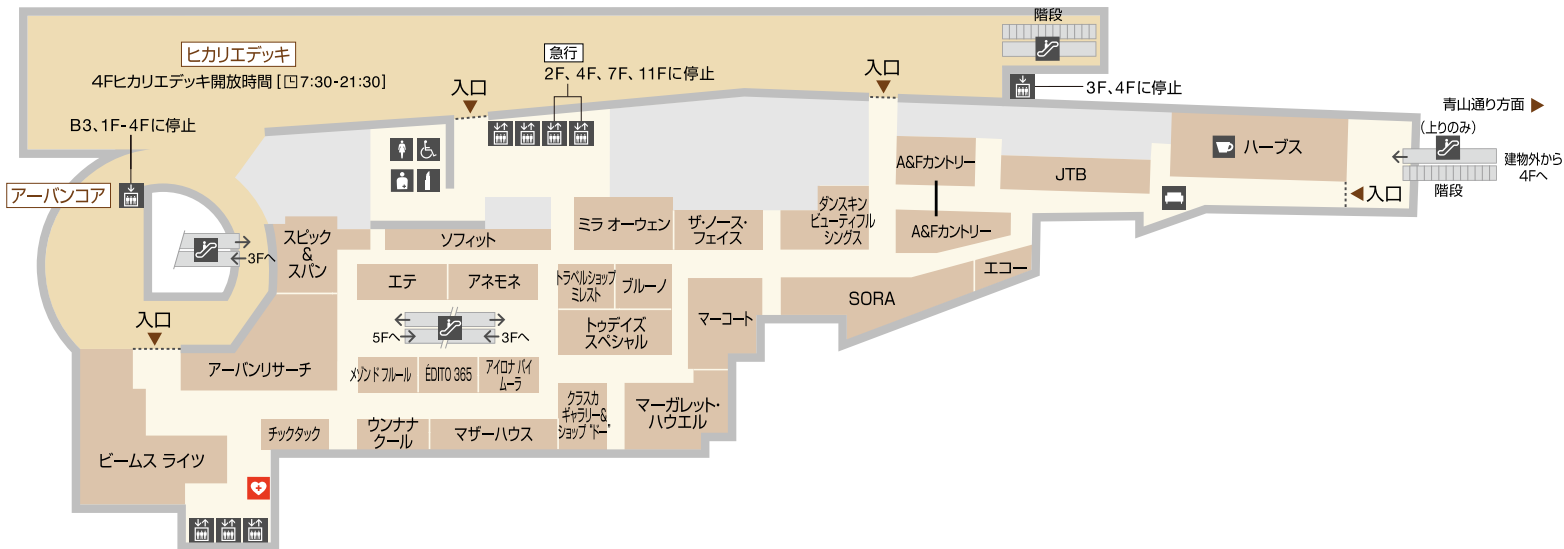 階段
ヒカリエデッキ
急行
4Fヒカリエデッキ開放時間 [7:30-21:30]
2F、4F、7F、11Fに停止
入口
入口
3F、4Fに停止
青山通り方面
B3、1F-4Fに停止
(上りのみ)
ハーブス
建物外から
4Fへ
A&Fカントリー
JTB
階段
アーバンコア
入口
ダンスキン
ビューティフル
シングス
ミラ オーウェン
ザ・ノース・
フェイス
A&Fカントリー
スピック
&
スパン
ソフィット
3Fへ
エテ
アネモネ
トラベルショップ
ミレスト
ブルーノ
エコー
SORA
入口
マーコート
トゥデイズ
スペシャル
5Fへ
3Fへ
アーバンリサーチ
メゾンドフルール
ÉDITO 365
アイロナ バイ
ムーラ
クラスカ
ギャラリー&
ショップ "ドー"
マーガレット・
ハウエル
チックタック
ウンナナ
クール
マザーハウス
ビームス ライツ